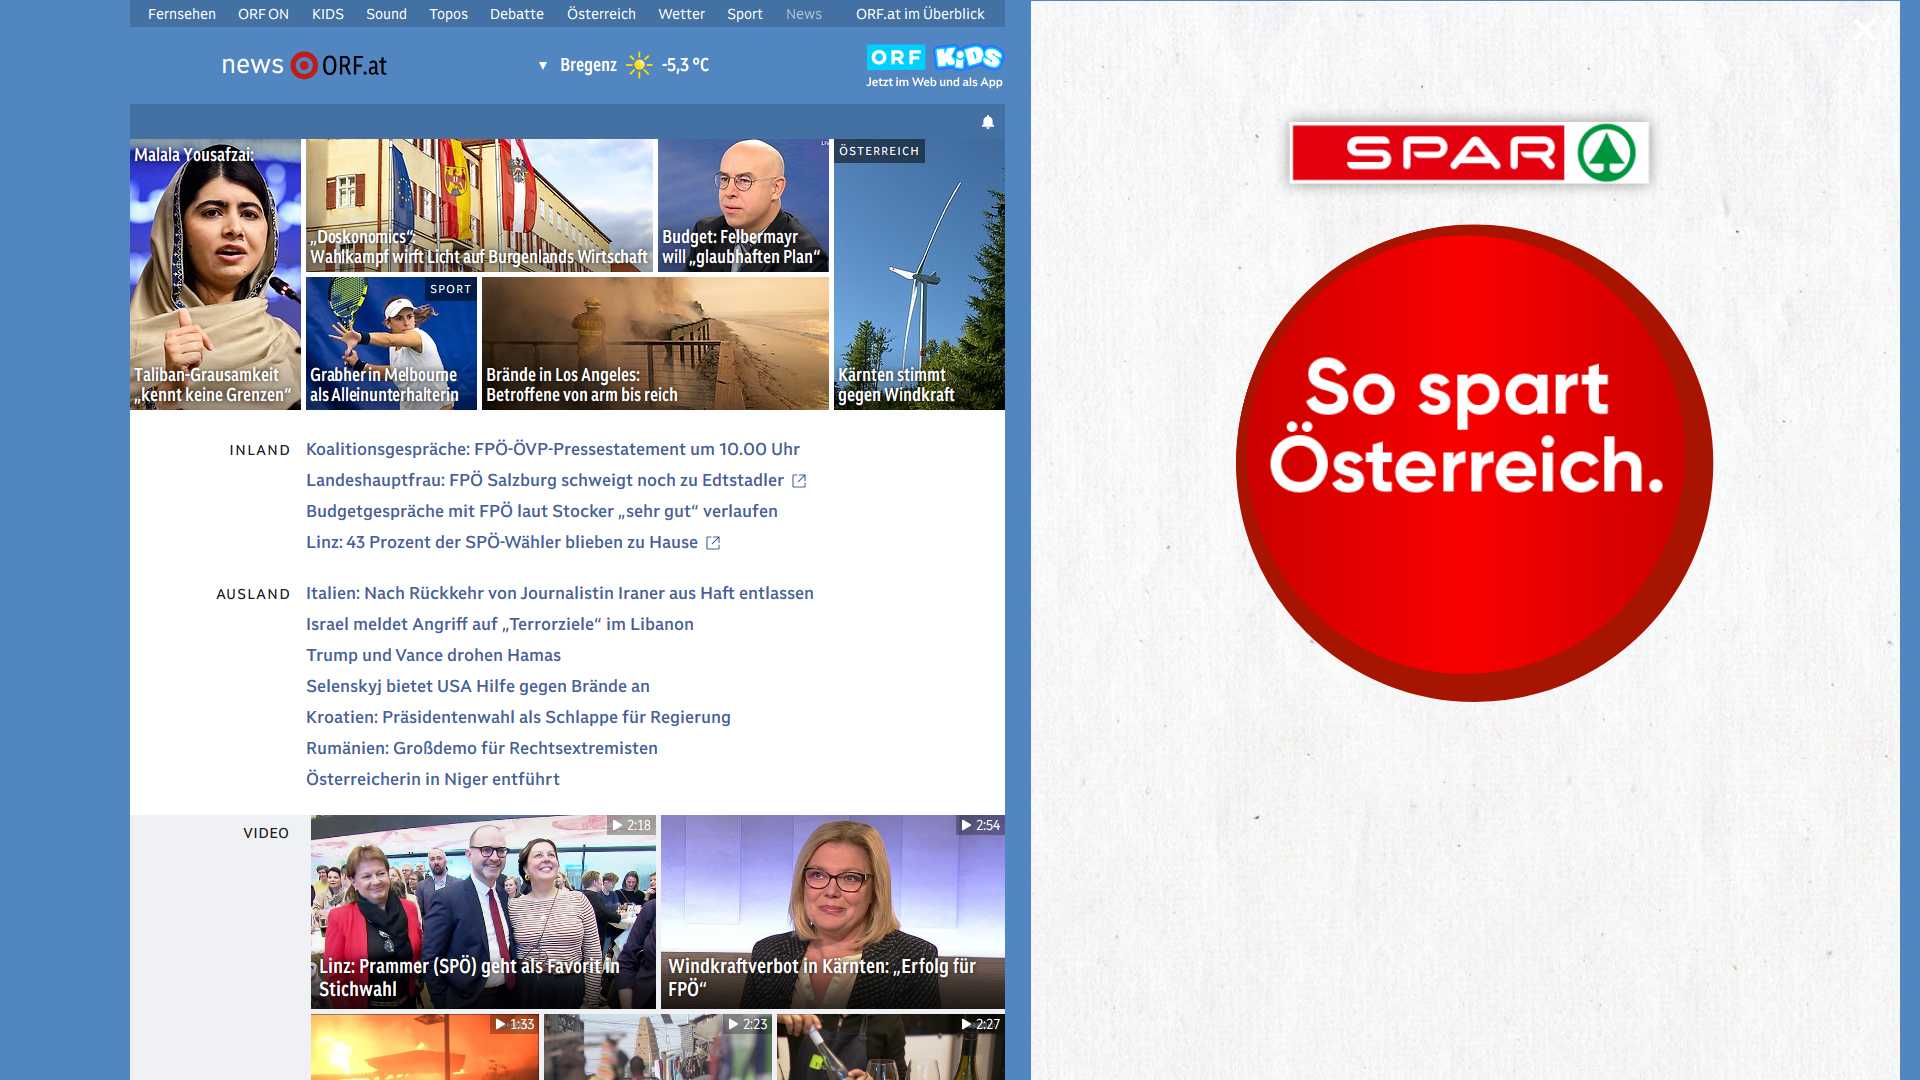 Fernsehen ORF ON KIDS Sound Topos Debatte Österreich Wetter Sport News ORF.at im Überblick
news ORF.at
▼ Bregenz -5,3 °C
ORF KiDS
Jetzt im Web und als App
Malala Yousafzai:
Taliban-Grausamkeit
„kennt keine Grenzen“
„Doskonomics“:
Wahlkampf wirft Licht auf Burgenlands Wirtschaft
Budget: Felbermayr
will „glaubhaften Plan“
ÖSTERREICH
Kärnten stimmt
gegen Windkraft
SPORT
Grabher in Melbourne
als Alleinunterhalterin
Brände in Los Angeles:
Betroffene von arm bis reich
INLAND
Koalitionsgespräche: FPÖ-ÖVP-Pressestatement um 10.00 Uhr
Landeshauptfrau: FPÖ Salzburg schweigt noch zu Edtstadler
Budgetgespräche mit FPÖ laut Stocker „sehr gut“ verlaufen
Linz: 43 Prozent der SPÖ-Wähler blieben zu Hause
AUSLAND
Italien: Nach Rückkehr von Journalistin Iraner aus Haft entlassen
Israel meldet Angriff auf „Terrorziele“ im Libanon
Trump und Vance drohen Hamas
Selenskyj bietet USA Hilfe gegen Brände an
Kroatien: Präsidentenwahl als Schlappe für Regierung
Rumänien: Großdemo für Rechtsextremisten
Österreicherin in Niger entführt
VIDEO
2:18
Linz: Prammer (SPÖ) geht als Favorit in
Stichwahl
2:54
Windkraftverbot in Kärnten: „Erfolg für
FPÖ“
1:33
2:23
2:27
SPAR
So spart
Österreich.